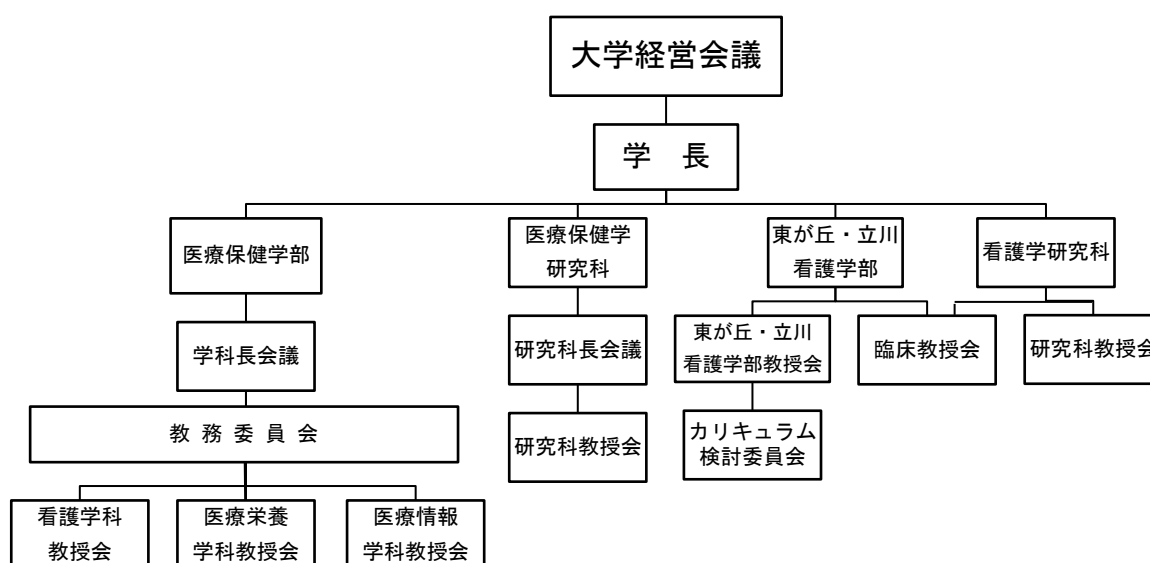 大学経営会議
学　長
医療保健学部
医療保健学
研究科
東が丘・立川
看護学部
看護学研究科
学科長会議
研究科長会議
東が丘・立川
看護学部教授会
臨床教授会
研究科教授会
教 務 委 員 会
研究科教授会
カリキュラム
検討委員会
看護学科
教授会
医療栄養
学科教授会
医療情報
学科教授会